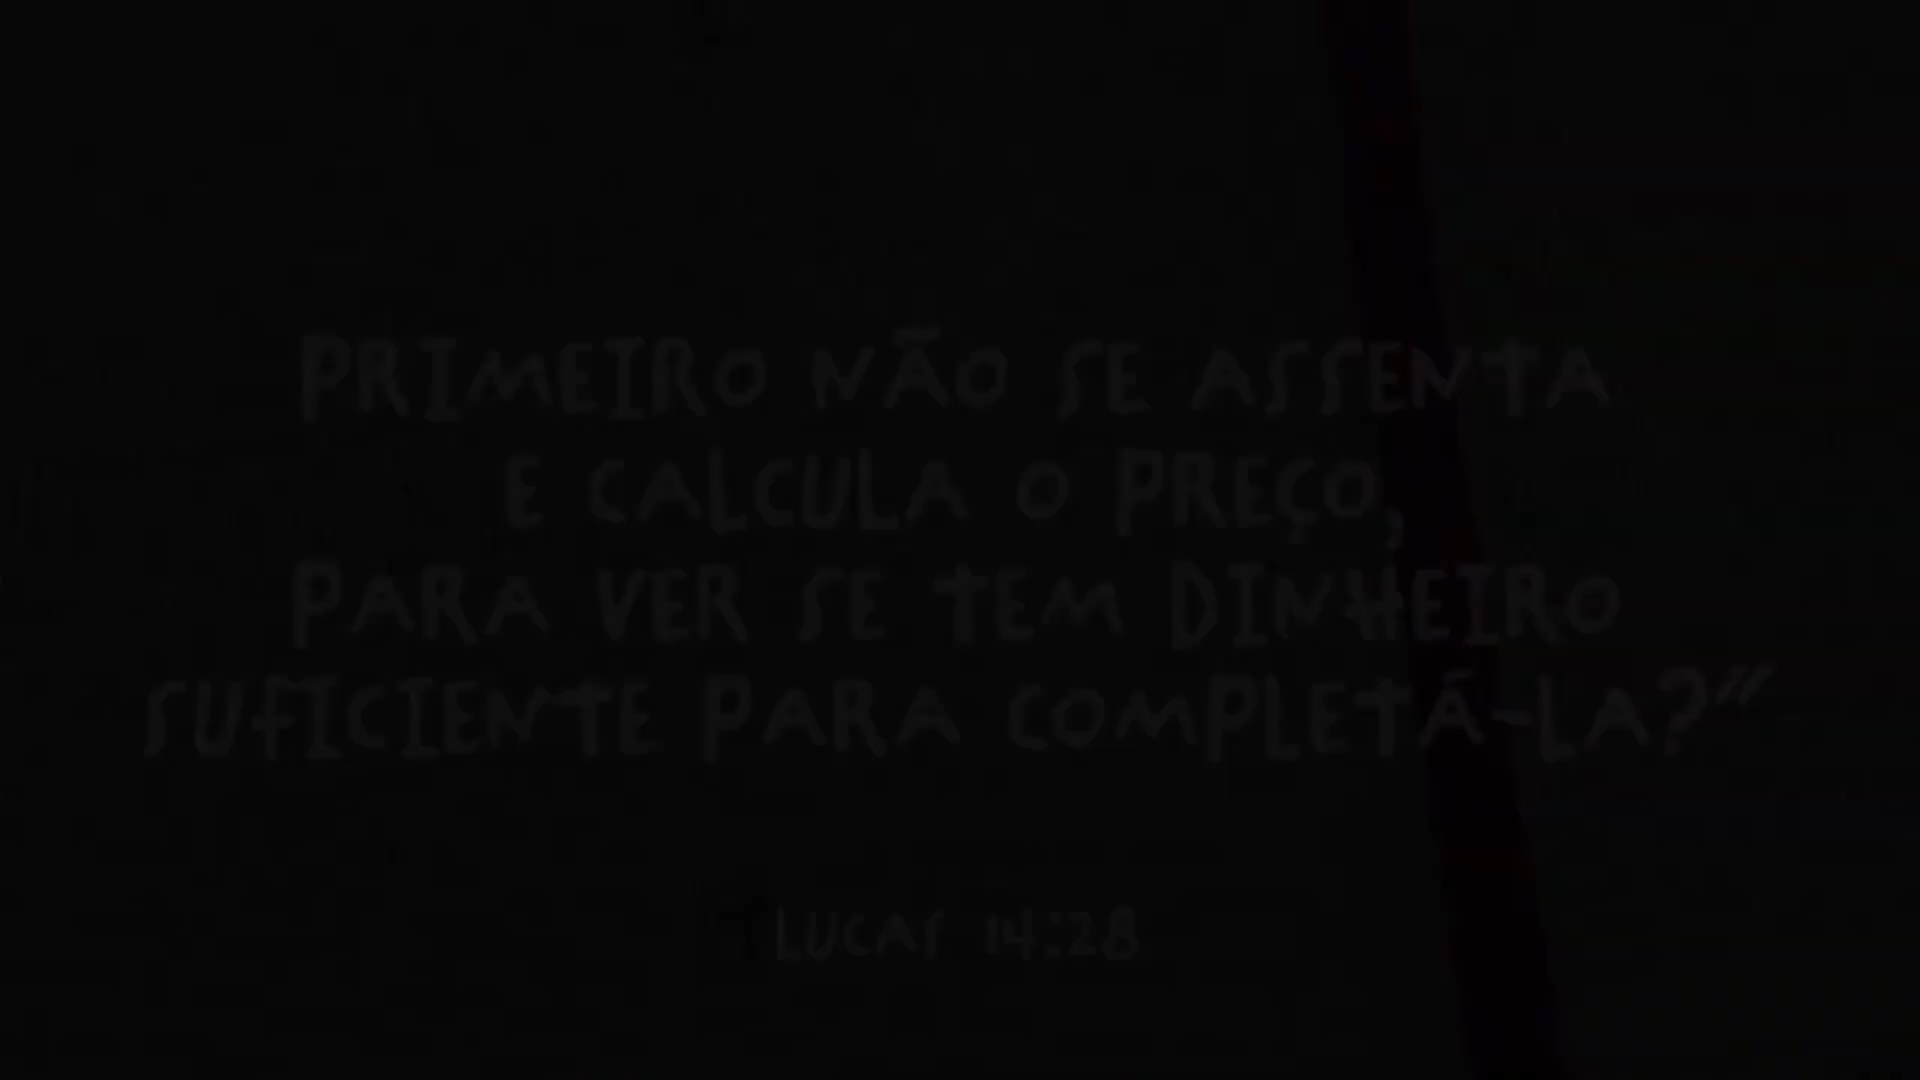 PRIMEIRO NÃO SE ASSENTA
E CALCULA O PREÇO,
PARA VER SE TEM DINHEIRO
SUFICIENTE PARA COMPLETÁ-LA?”
LUCAS 14:28